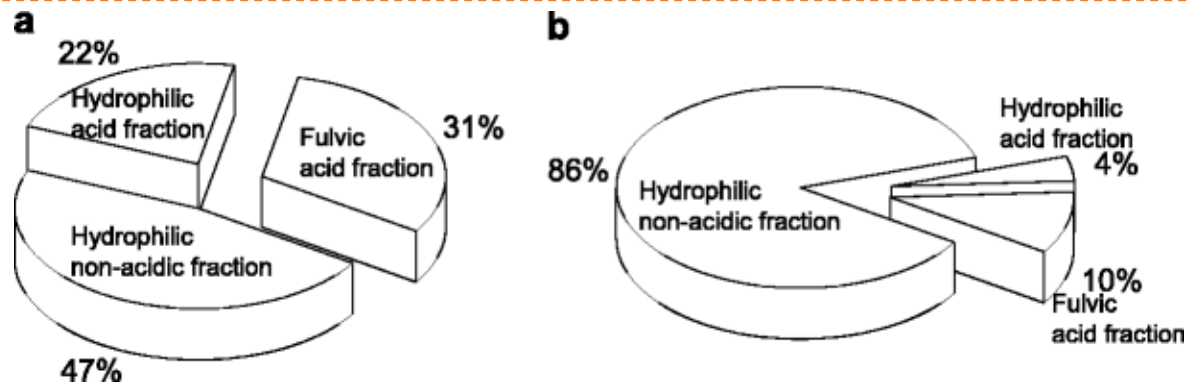 a
22%
Hydrophilic
acid fraction
Fulvic
acid fraction
31%
Hydrophilic
non-acidic fraction
47%
b
86%
Hydrophilic
non-acidic fraction
Hydrophilic
acid fraction
4%
10%
Fulvic
acid fraction